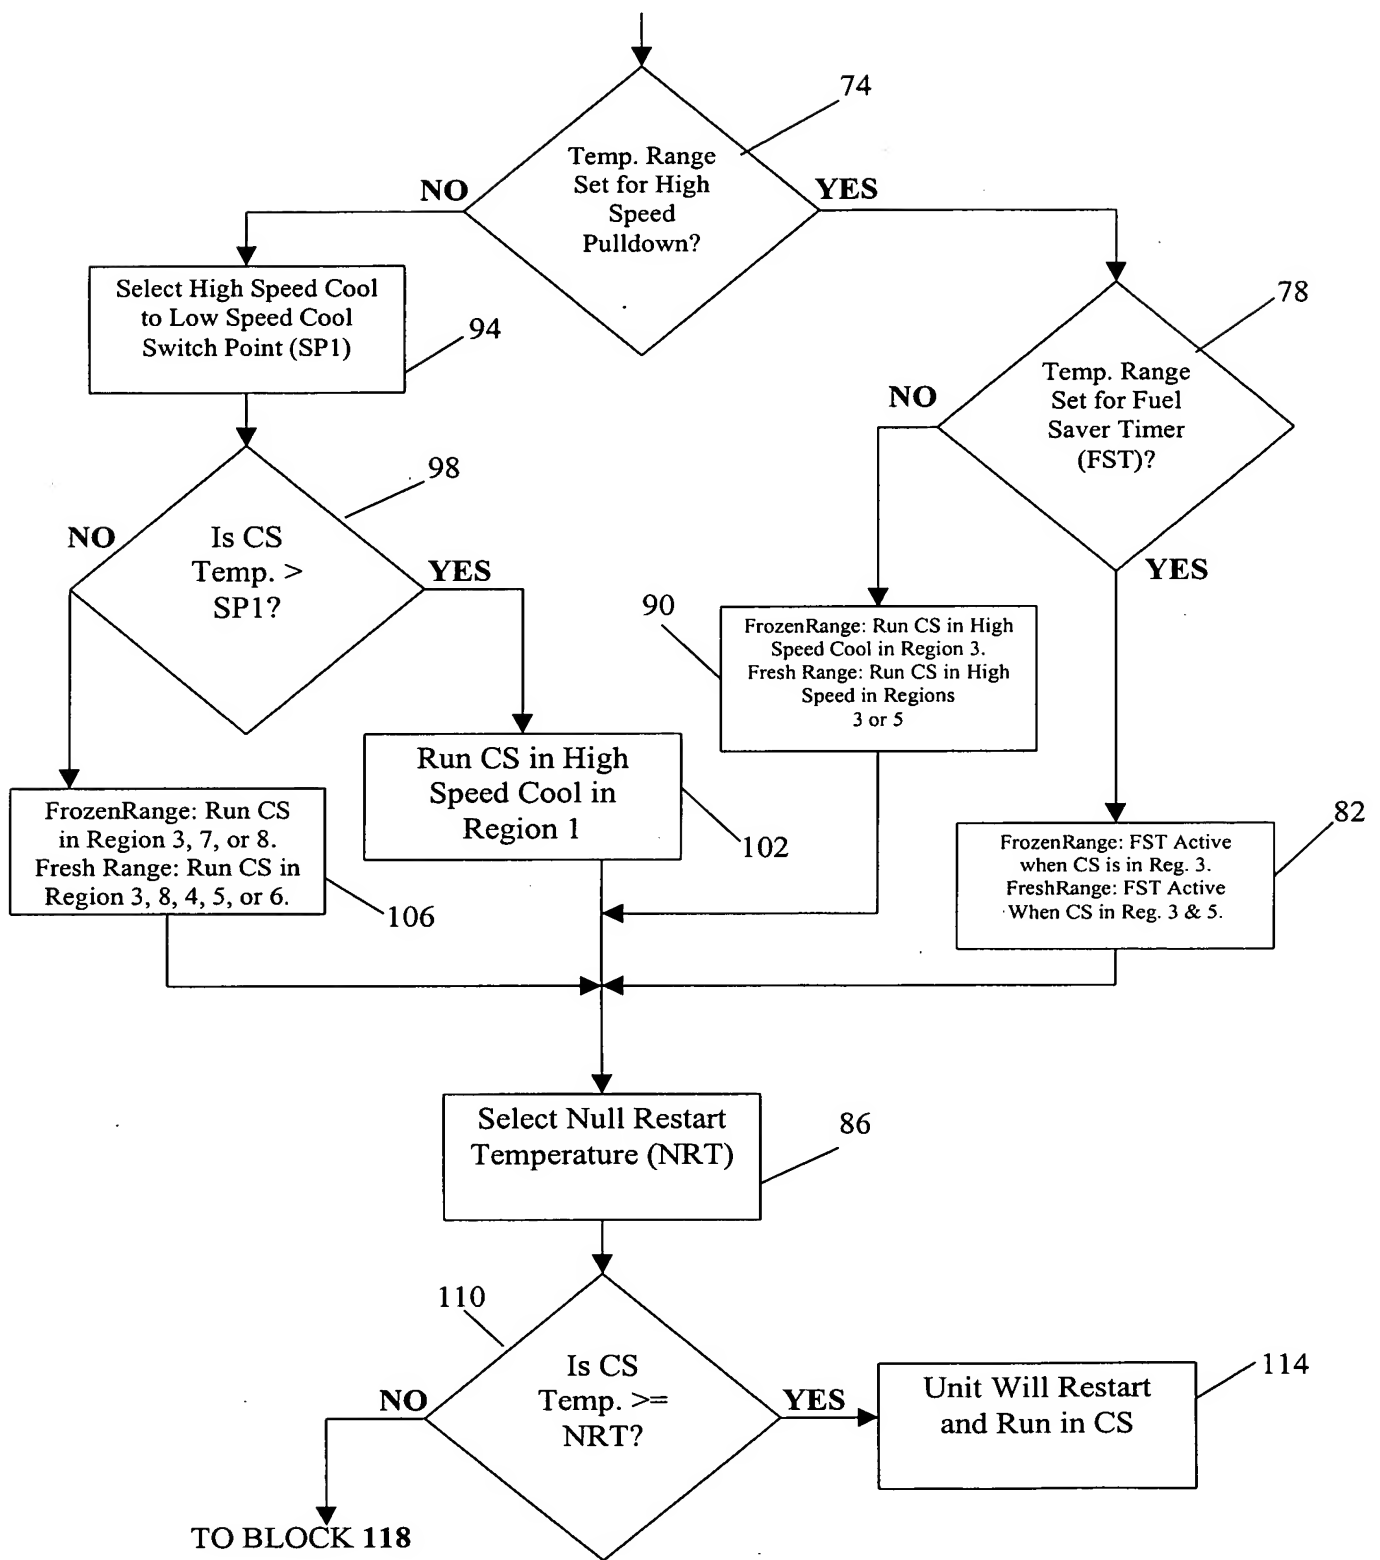 74
Temp. Range
Set for High
Speed
Pulldown?
NO
YES
Select High Speed Cool
to Low Speed Cool
Switch Point (SP1)
94
78
Temp. Range
Set for Fuel
Saver Timer
(FST)?
NO
YES
98
Is CS
Temp. >
SP1?
NO
YES
90
FrozenRange: Run CS in High
Speed Cool in Region 3.
Fresh Range: Run CS in High
Speed in Regions
3 or 5
Run CS in High
Speed Cool in
Region 1
102
FrozenRange: Run CS
in Region 3, 7, or 8.
Fresh Range: Run CS in
Region 3, 8, 4, 5, or 6.
106
82
FrozenRange: FST Active
when CS is in Reg. 3.
FreshRange: FST Active
When CS in Reg. 3 & 5.
Select Null Restart
Temperature (NRT)
86
110
Is CS
Temp. >=
NRT?
NO
YES
Unit Will Restart
and Run in CS
114
TO BLOCK 118